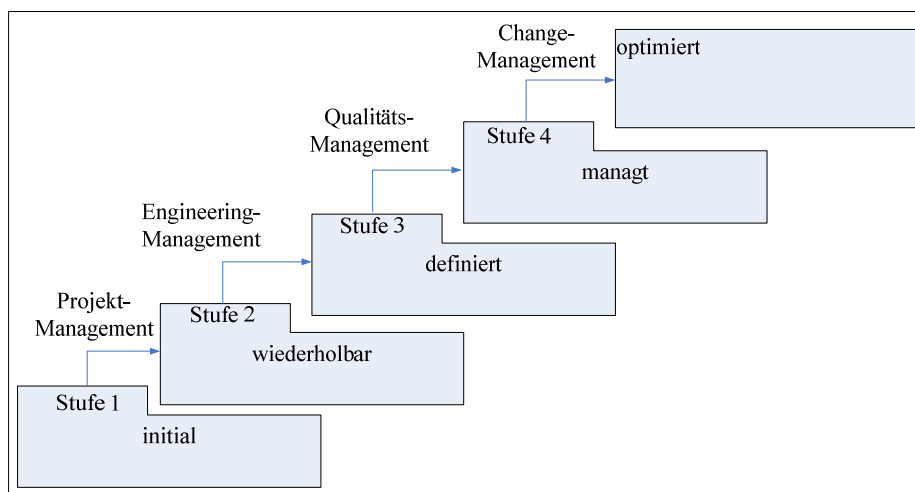 Change-
Management
optimiert
Qualitäts-
Management
Stufe 4
managt
Engineering-
Management
Stufe 3
definiert
Projekt-
Management
Stufe 2
wiederholbar
Stufe 1
initial